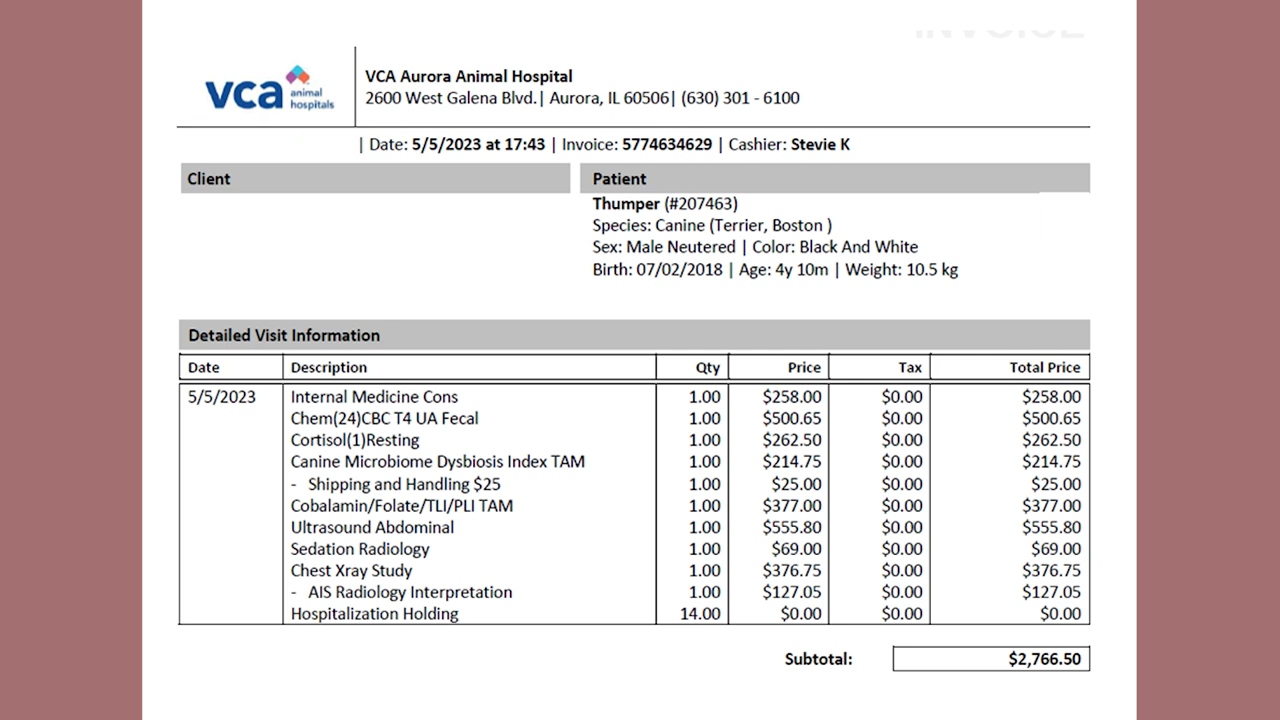 INVOICE
vca animal hospitals
VCA Aurora Animal Hospital
2600 West Galena Blvd.| Aurora, IL 60506| (630) 301 - 6100
| Date: 5/5/2023 at 17:43 | Invoice: 5774634629 | Cashier: Stevie K
Client
Patient
Thumper (#207463)
Species: Canine (Terrier, Boston )
Sex: Male Neutered | Color: Black And White
Birth: 07/02/2018 | Age: 4y 10m | Weight: 10.5 kg
Detailed Visit Information
Date Description Qty Price Tax Total Price
5/5/2023 Internal Medicine Cons 1.00 $258.00 $0.00 $258.00
Chem(24)CBC T4 UA Fecal 1.00 $500.65 $0.00 $500.65
Cortisol(1)Resting 1.00 $262.50 $0.00 $262.50
Canine Microbiome Dysbiosis Index TAM 1.00 $214.75 $0.00 $214.75
- Shipping and Handling $25 1.00 $25.00 $0.00 $25.00
Cobalamin/Folate/TLI/PLI TAM 1.00 $377.00 $0.00 $377.00
Ultrasound Abdominal 1.00 $555.80 $0.00 $555.80
Sedation Radiology 1.00 $69.00 $0.00 $69.00
Chest Xray Study 1.00 $376.75 $0.00 $376.75
- AIS Radiology Interpretation 1.00 $127.05 $0.00 $127.05
Hospitalization Holding 14.00 $0.00 $0.00 $0.00
Subtotal: $2,766.50